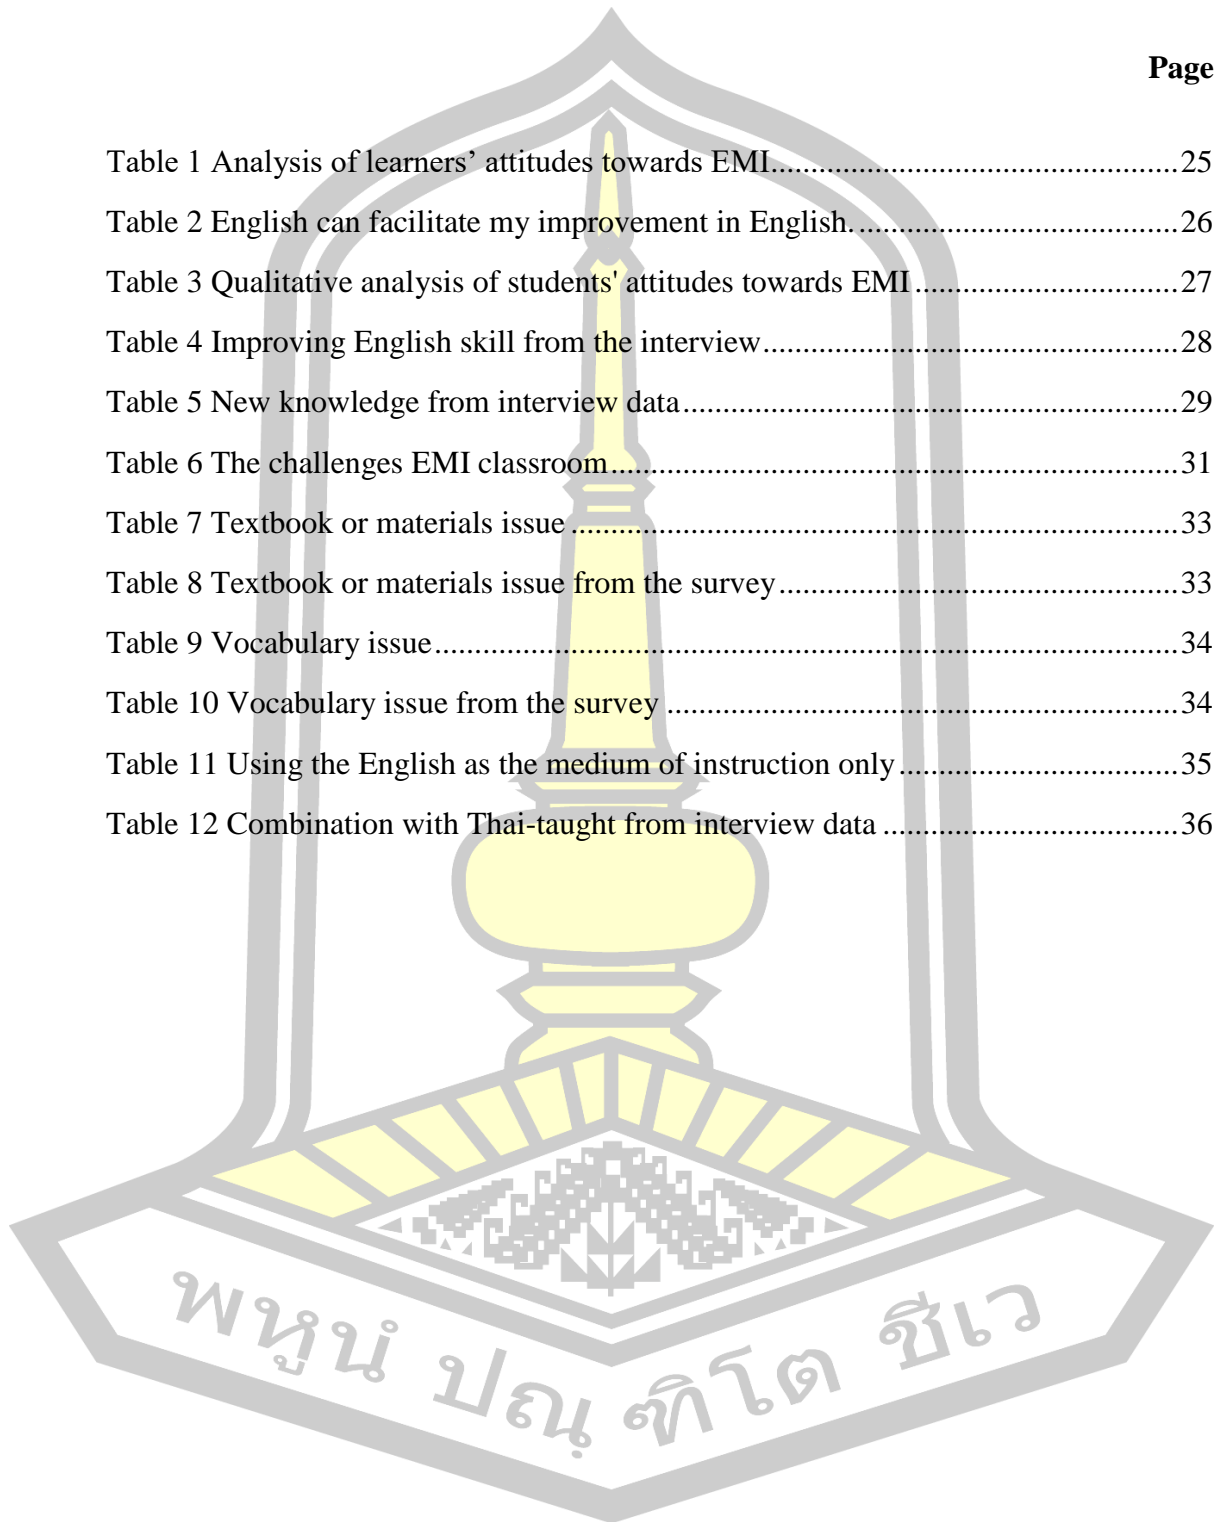 Page
Table 1 Analysis of learners’ attitudes towards EMI..................................................25
Table 2 English can facilitate my improvement in English. .......................................26
Table 3 Qualitative analysis of students' attitudes towards EMI ................................27
Table 4 Improving English skill from the interview...................................................28
Table 5 New knowledge from interview data.............................................................29
Table 6 The challenges EMI classroom......................................................................31
Table 7 Textbook or materials issue ...........................................................................33
Table 8 Textbook or materials issue from the survey .................................................33
Table 9 Vocabulary issue............................................................................................34
Table 10 Vocabulary issue from the survey ...............................................................34
Table 11 Using the English as the medium of instruction only ..................................35
Table 12 Combination with Thai-taught from interview data ....................................36
พหูนํ ปณฺฑิโต ชีเว